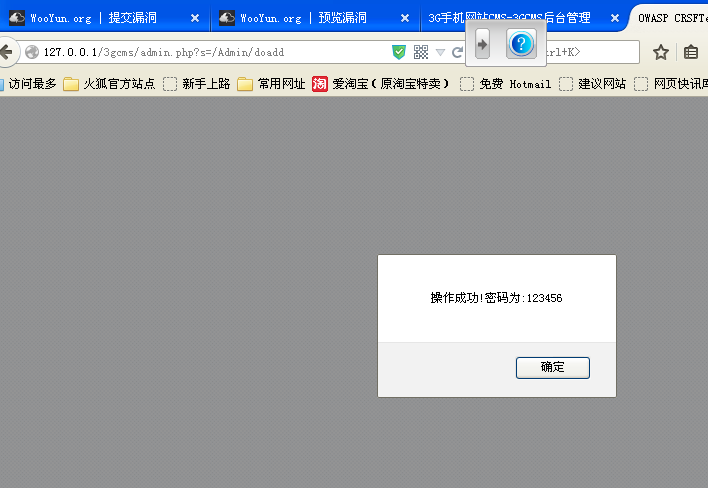 WooYun.org | 提交漏洞
WooYun.org | 预览漏洞
3G手机网站CMS-3GCMS后台管理
OWASP CRSFTe
127.0.0.1/3gcms/admin.php?s=/Admin/doadd
trl+K>
访问最多
火狐官方站点
新手上路
常用网址
淘
爱淘宝（原淘宝特卖）
免费 Hotmail
建议网站
网页快讯库
操作成功!密码为:123456
确定